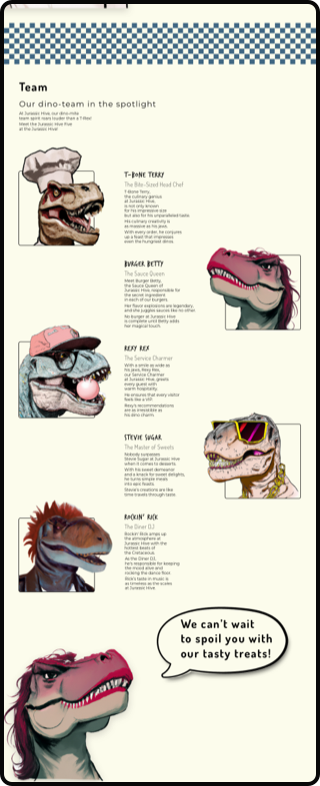 Team
Our dino-team in the spotlight
At Jurassic Hive, our dino-mite
team spirit roars louder than a T-Rex!
Meet the Jurassic Hive Five
at the Jurassic Hive!
T-BONE TERRY
The Bite-Sized Head Chef
T-Bone Terry,
the culinary genius
at Jurassic Hive,
is not only known
for his impressive size
but also for his unparalleled taste.
His culinary creativity is
as massive as his jaws.
With every order, he conjures
up a feast that impresses
even the hungriest dinos
BURGER BETTY
The Sauce Queen
Meet Burger Betty,
the Sauce Queen of
Jurassic Hive, responsible for
the secret ingredient
in each of our burgers.
Her flavor explosions are legendary,
and she juggles sauces like no other.
No burger at Jurassic Hive
is complete until Betty adds
her magical touch.
REXY REX
The Service Charmer
With a smile as wide as
his jaws, Rexy Rex,
our Service Charmer
at Jurassic Hive, greets
every guest with
warm hospitality.
He ensures that every visitor
feels like a VIP.
Rexy's recommendations
are as irresistible as
his dino charm.
STEVIE SUGAR
The Master of Sweets
Nobody surpasses
Stevie Sugar at Jurassic Hive
when it comes to desserts.
With his sweet demeanor
and a knack for sweet delights,
he turns simple meals
into epic feasts.
Stevie's creations are like
time travels through taste.
ROCKIN' RICK
The Diner DJ
Rockin' Rick amps up
the atmosphere at
Jurassic Hive with the
hottest beats of
the Cretaceous.
As the Diner DJ,
he's responsible for keeping
the mood alive and
rocking the dance floor.
Rick's taste in music is
as timeless as the scales
at Jurassic Hive.
We can't wait
to spoil you with
our tasty treats!